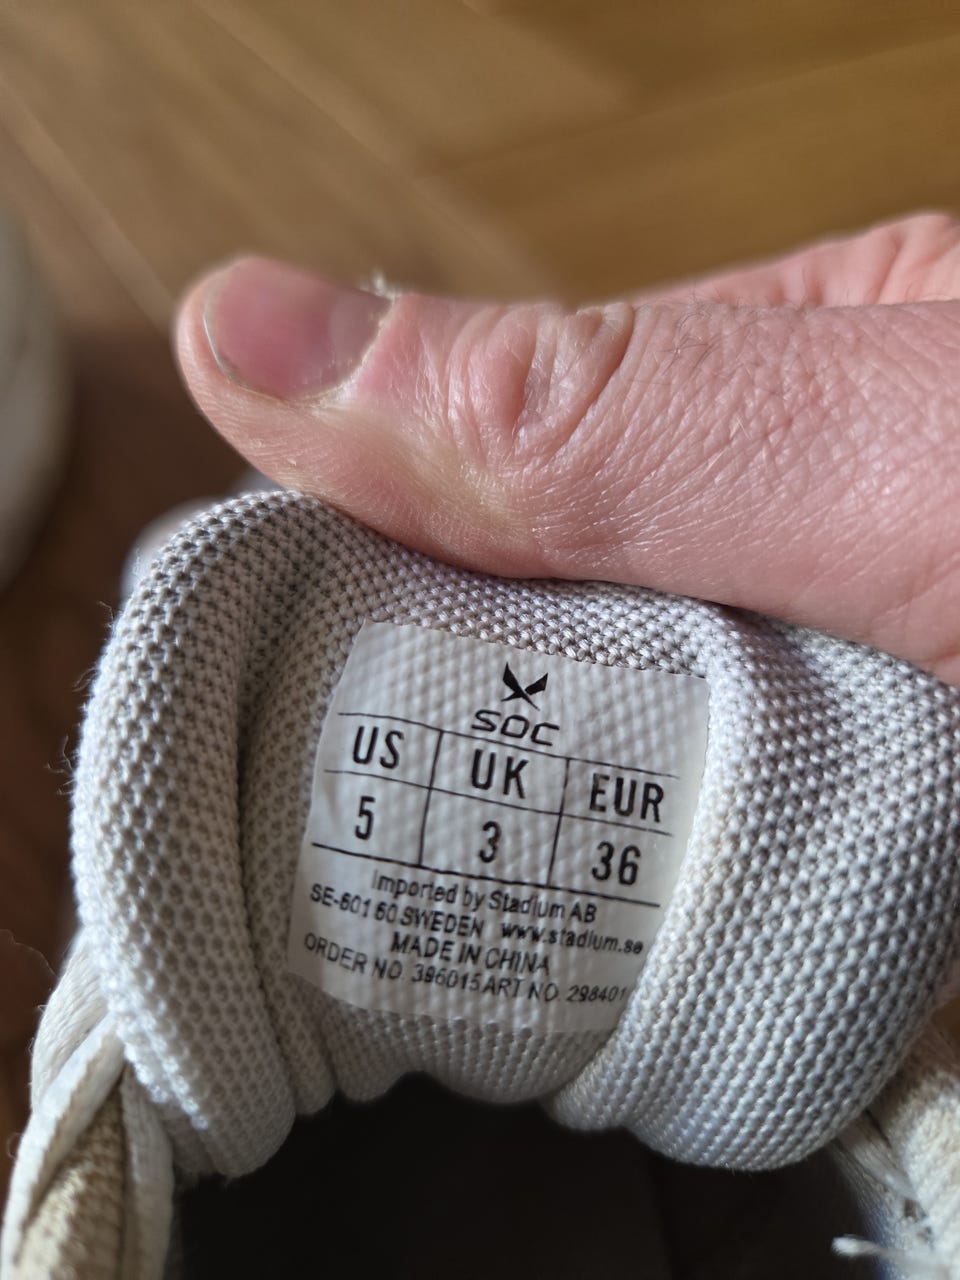 SOC
US UK EUR
5 3 36
Imported by Stadium AB
SE-601 60 SWEDEN www.stadium.se
MADE IN CHINA
ORDER NO. 396015 ART NO. 298401